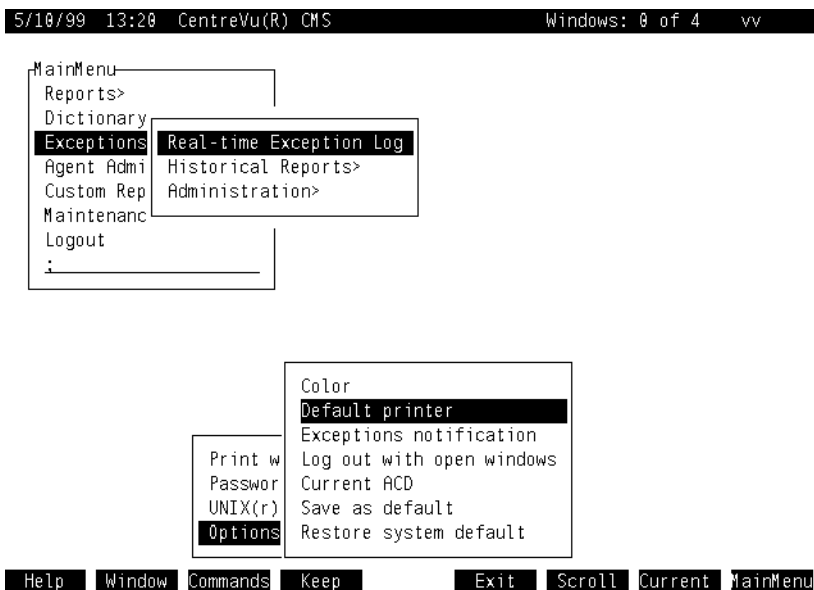 5/10/99 13:20 CentreVu(R) CMS Windows: 0 of 4 vv
MainMenu
Reports>
Dictionary
Exceptions Real-time Exception Log
Agent Admi Historical Reports>
Custom Rep Administration>
Maintenanc
Logout
;
Color
Default printer
Exceptions notification
Print w Log out with open windows
Passwor Current ACD
UNIX(r) Save as default
Options Restore system default
Help Window Commands Keep Exit Scroll Current MainMenu